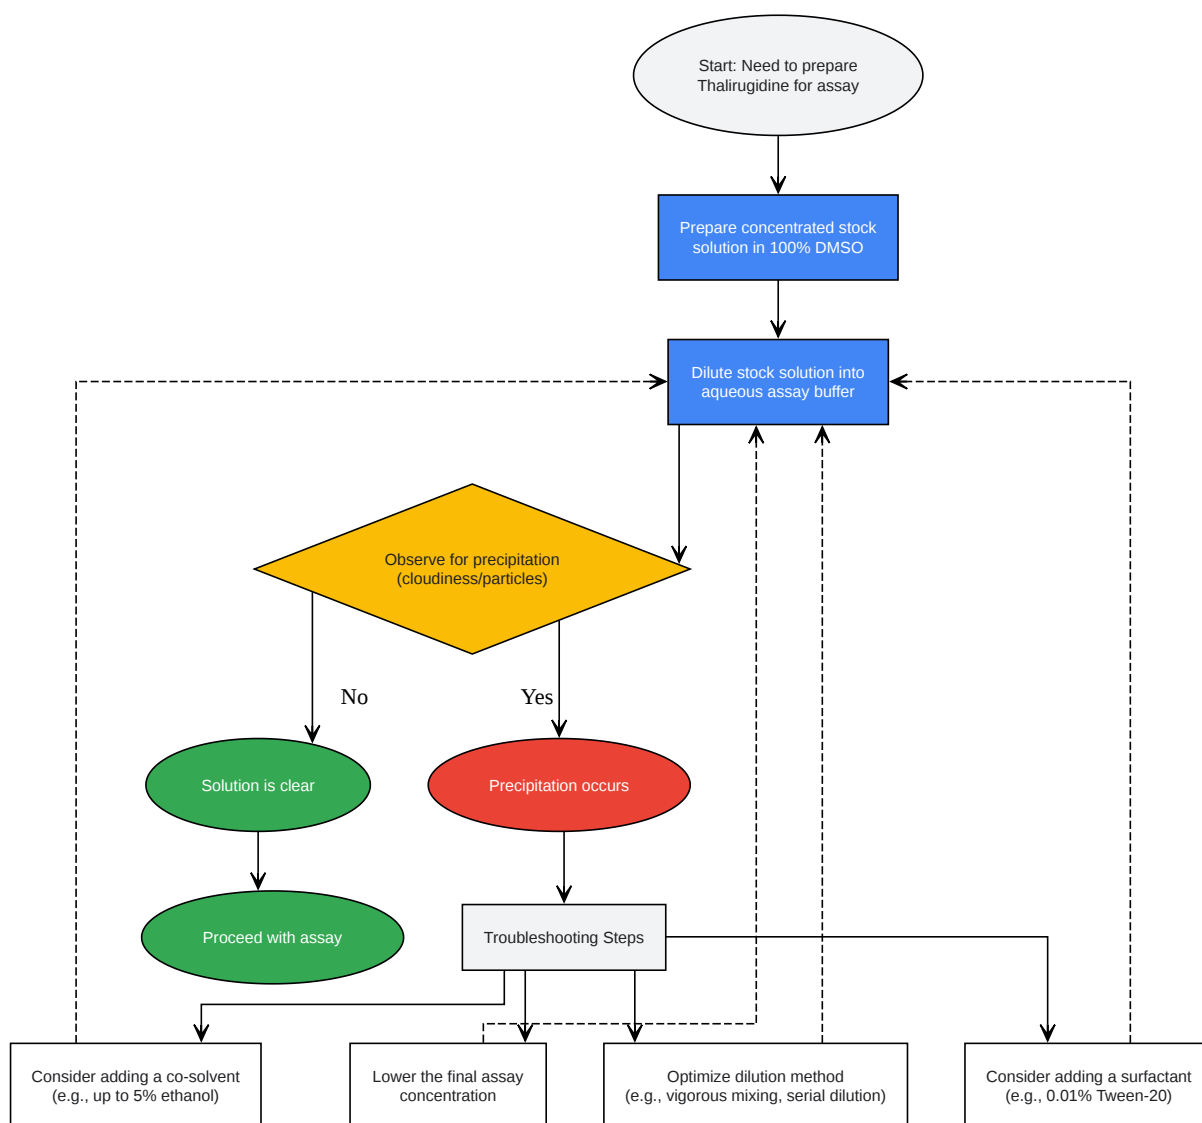 Start: Need to prepare
Thalirugidine for assay
Prepare concentrated stock
solution in 100% DMSO
Dilute stock solution into
aqueous assay buffer
Observe for precipitation
(cloudiness/particles)
No
Yes
Solution is clear
Precipitation occurs
Proceed with assay
Troubleshooting Steps
Consider adding a co-solvent
(e.g., up to 5% ethanol)
Lower the final assay
concentration
Optimize dilution method
(e.g., vigorous mixing, serial dilution)
Consider adding a surfactant
(e.g., 0.01% Tween-20)